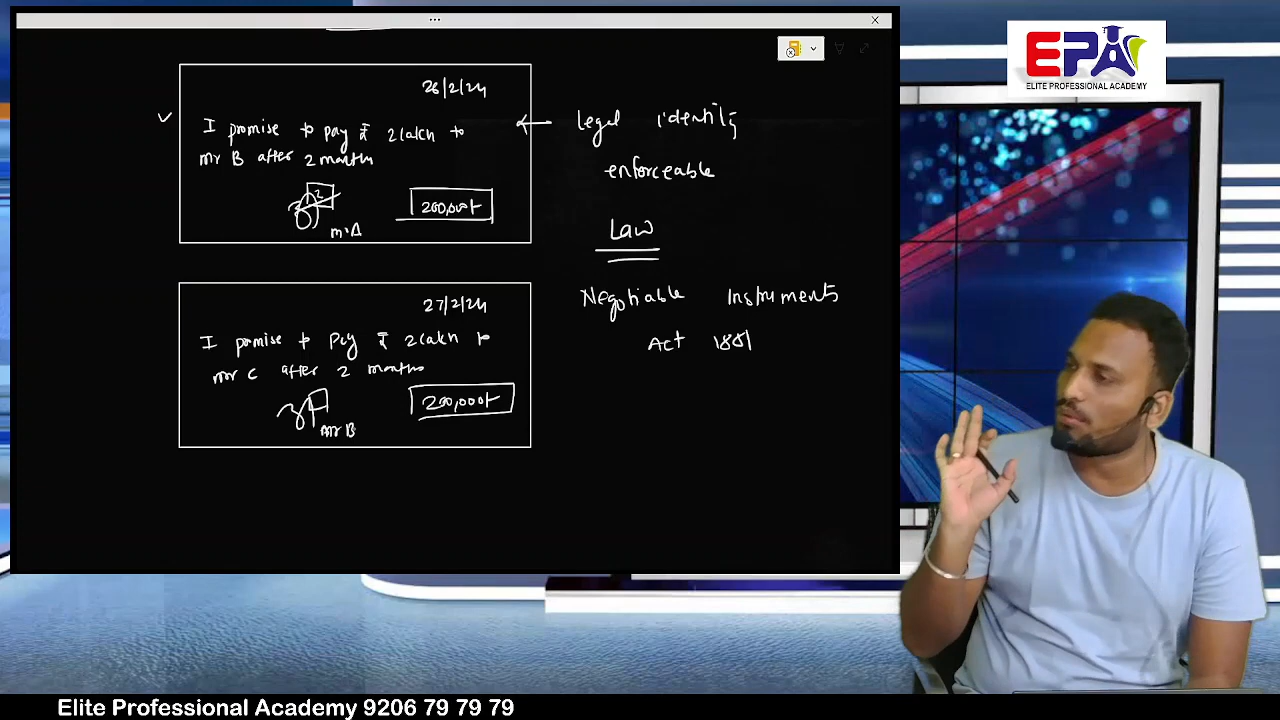 EPA
ELITE PROFESSIONAL ACADEMY
26/2/24
I promise to pay ₹ 2 lakh to
Mr B after 2 months
200,000/-
Mr A
27/2/24
I promise to pay ₹ 2 lakh to
Mr C after 2 months
200,000/-
Mr B
← Legal identity
enforceable
Law
Negotiable Instruments
Act 1881
Elite Professional Academy 9206 79 79 79